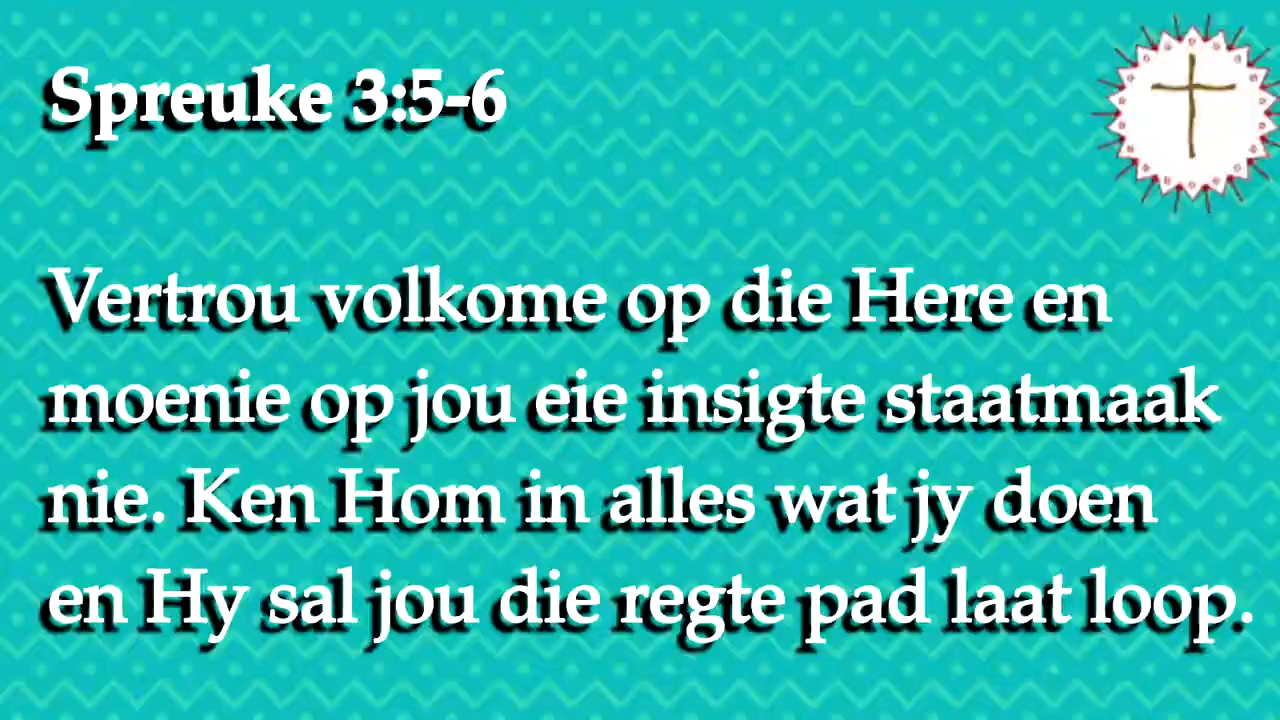 Spreuke 3:5-6
Vertrou volkome op die Here en
moenie op jou eie insigte staatmaak
nie. Ken Hom in alles wat jy doen
en Hy sal jou die regte pad laat loop.